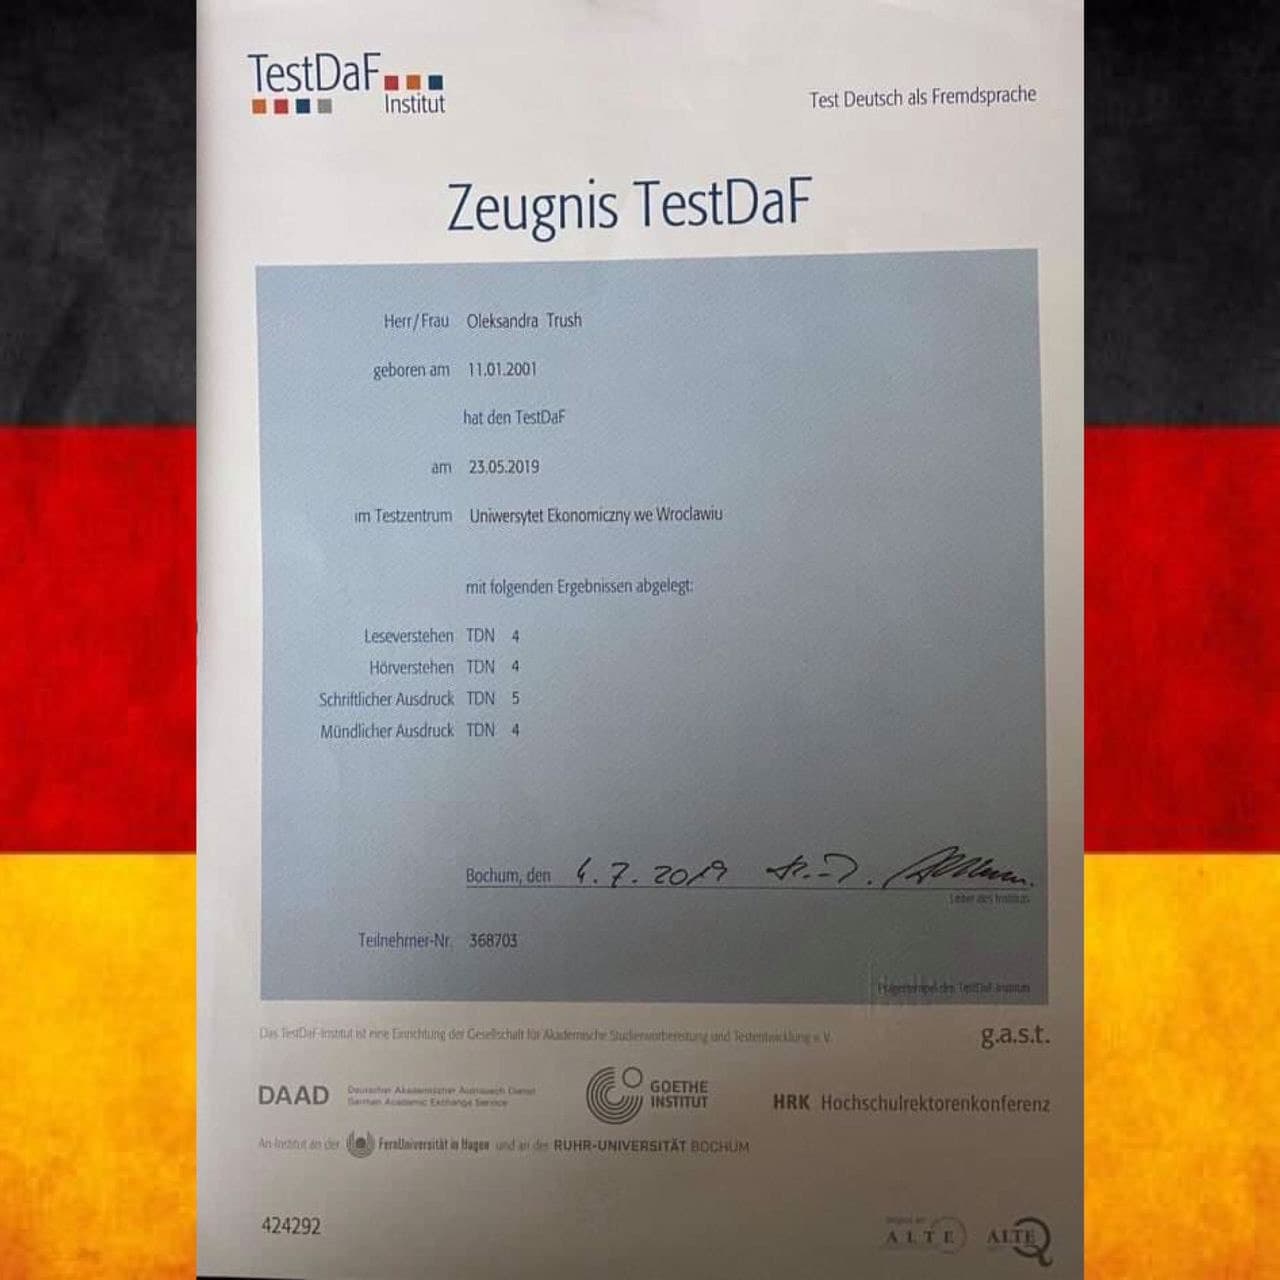 TestDaF
Institut
Test Deutsch als Fremdsprache
Zeugnis TestDaF
Herr/Frau Oleksandra Trush
geboren am 11.01.2001
hat den TestDaF
am 23.05.2019
im Testzentrum Uniwersytet Ekonomiczny we Wroclawiu
mit folgenden Ergebnissen abgelegt:
Leseverstehen TDN 4
Hörverstehen TDN 4
Schriftlicher Ausdruck TDN 5
Mündlicher Ausdruck TDN 4
Bochum, den 4.7.2019
Leiter des Instituts
Teilnehmer-Nr. 368703
Prägestempel des TestDaF-Instituts
Das TestDaF-Institut ist eine Einrichtung der Gesellschaft für Akademische Studienvorbereitung und Testentwicklung e. V.
g.a.s.t.
DAAD Deutscher Akademischer Austausch Dienst
German Academic Exchange Service
GOETHE
INSTITUT
HRK Hochschulrektorenkonferenz
An-Institut an der FernUniversität in Hagen und an der RUHR-UNIVERSITÄT BOCHUM
424292
ALTE
ALTE Q